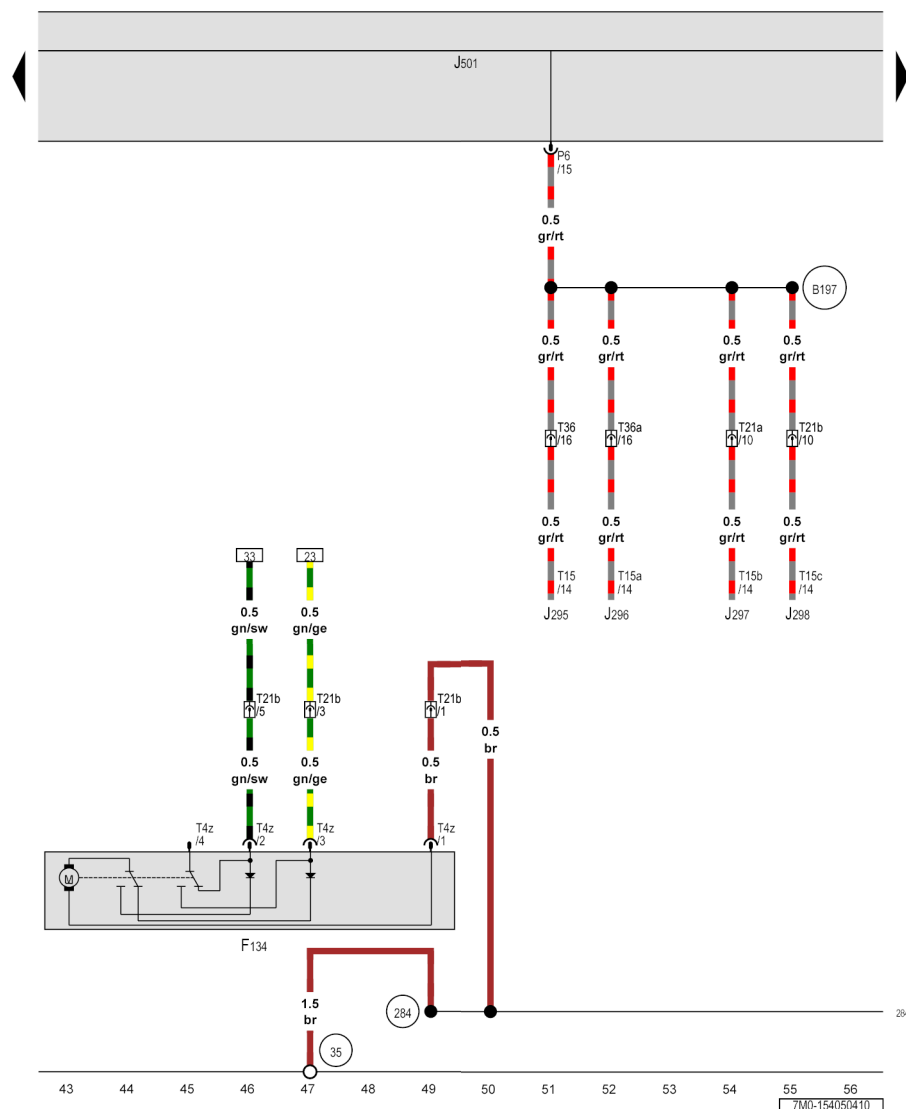 J501
P6
/15
0.5
gr/rt
B197
0.5
gr/rt
0.5
gr/rt
0.5
gr/rt
0.5
gr/rt
T36
/16
T36a
/16
T21a
/10
T21b
/10
0.5
gr/rt
0.5
gr/rt
0.5
gr/rt
0.5
gr/rt
T15
/14
T15a
/14
T15b
/14
T15c
/14
J295
J296
J297
J298
33
23
0.5
gn/sw
0.5
gn/ge
T21b
/5
T21b
/3
T21b
/1
0.5
br
0.5
gn/sw
0.5
gn/ge
0.5
br
T4z
/4
T4z
/2
T4z
/3
T4z
/1
M
F134
1.5
br
284
284
35
43 44 45 46 47 48 49 50 51 52 53 54 55 56
7M0-154050410